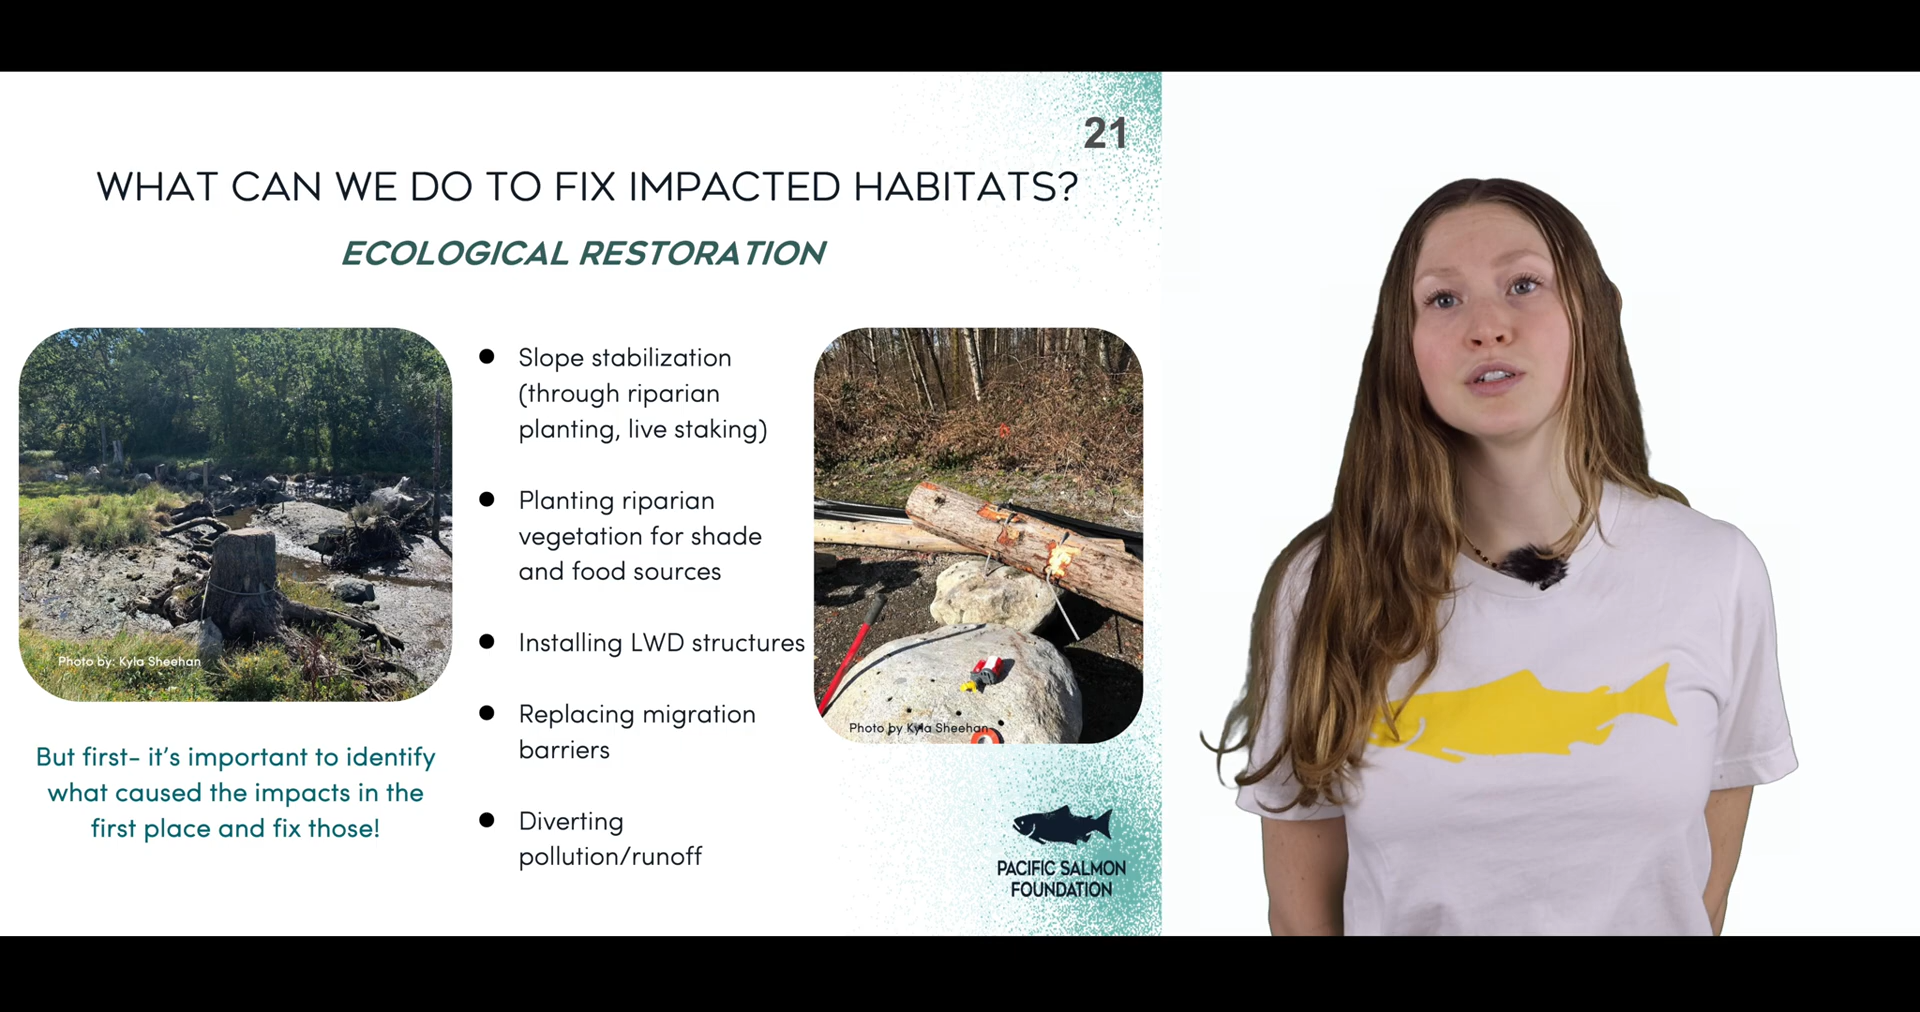 21
WHAT CAN WE DO TO FIX IMPACTED HABITATS?
ECOLOGICAL RESTORATION
Photo by: Kyla Sheehan
But first- it's important to identify
what caused the impacts in the
first place and fix those!
● Slope stabilization
(through riparian
planting, live staking)
● Planting riparian
vegetation for shade
and food sources
● Installing LWD structures
● Replacing migration
barriers
● Diverting
pollution/runoff
Photo by Kyla Sheehan
PACIFIC SALMON
FOUNDATION